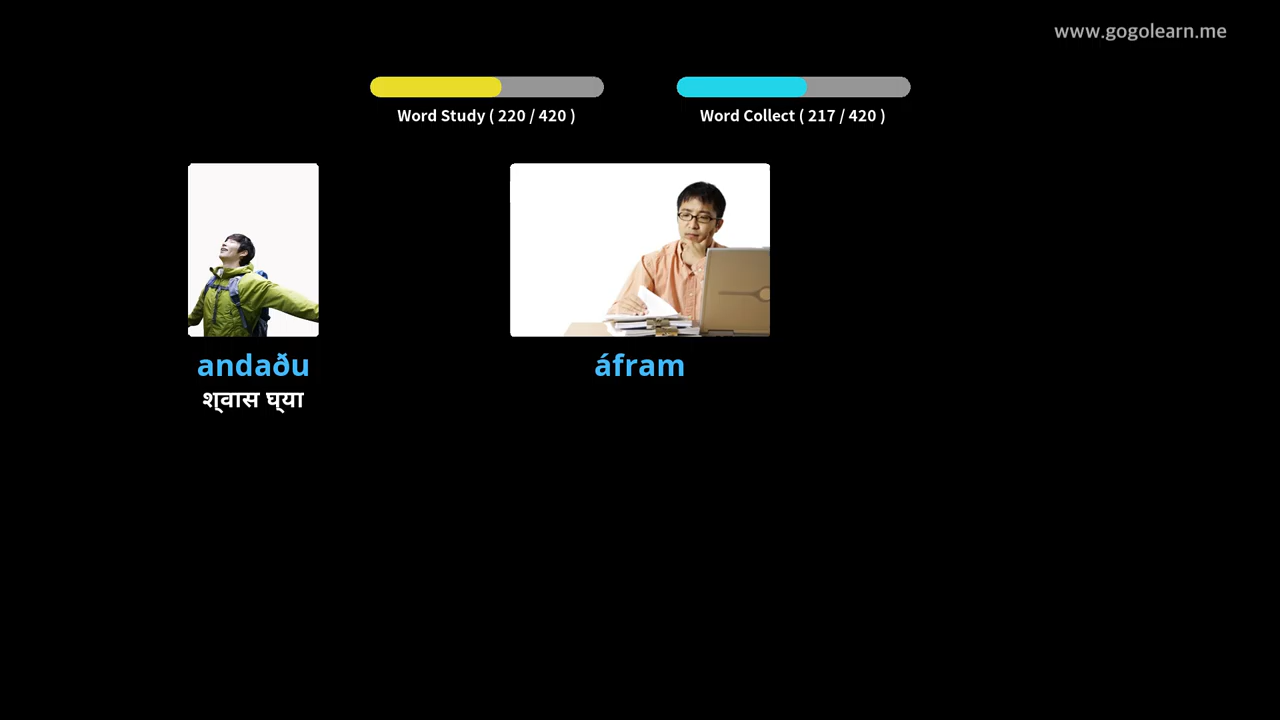 www.gogolearn.me
Word Study ( 220 / 420 )
Word Collect ( 217 / 420 )
andaðu
श्वास घ्या
áfram